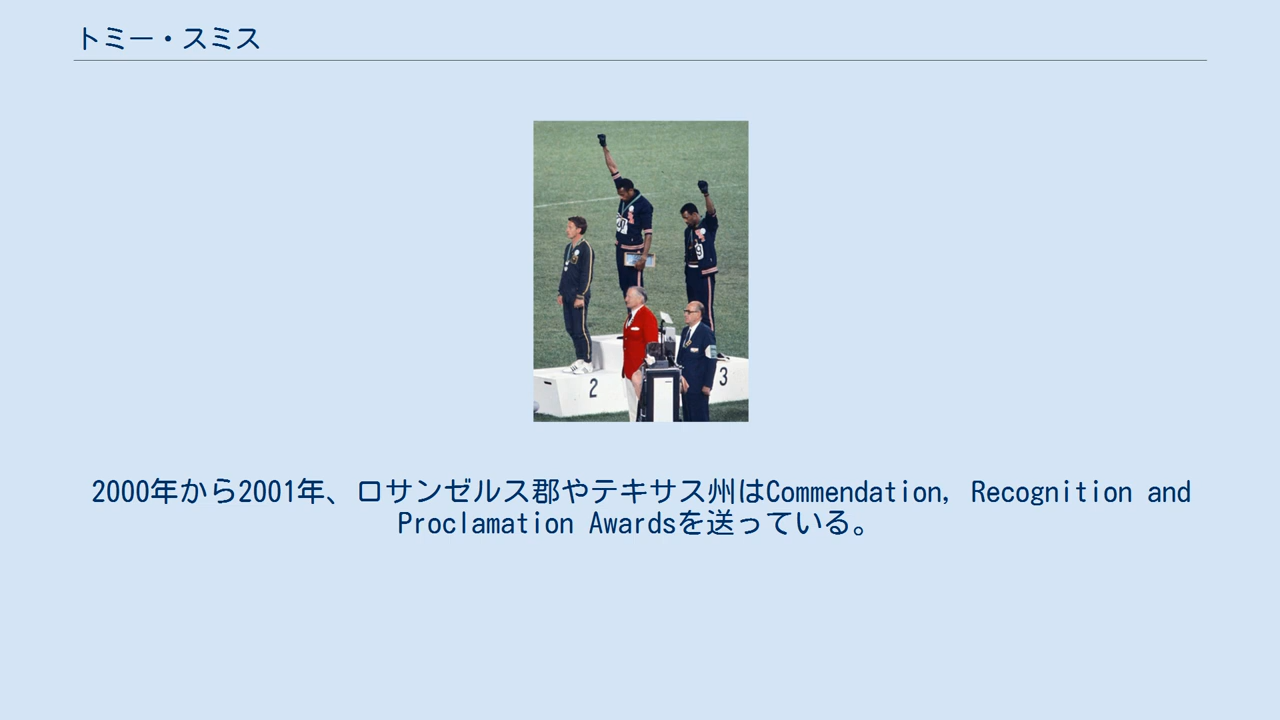 トミー・スミス
2
3
2000年から2001年、ロサンゼルス郡やテキサス州はCommendation, Recognition and
Proclamation Awardsを送っている。